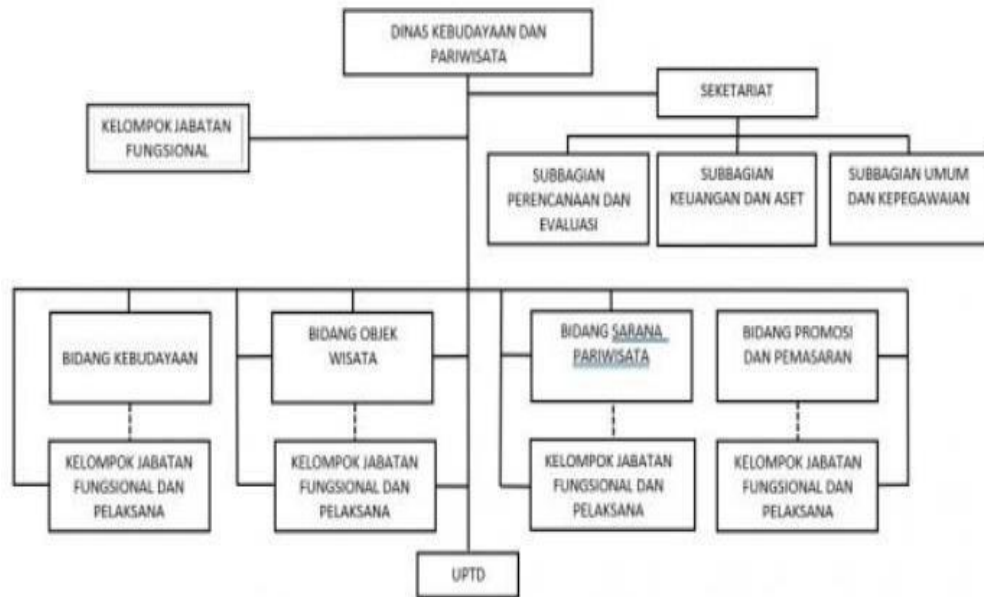 DINAS KEBUDAYAAN DAN
PARIWISATA
SEKETARIAT
KELOMPOK JABATAN
FUNGSIONAL
SUBBAGIAN
PERENCANAAN DAN
EVALUASI
SUBBAGIAN
KEUANGAN DAN ASET
SUBBAGIAN UMUM
DAN KEPEGAWAIAN
BIDANG KEBUDAYAAN
BIDANG OBJEK
WISATA
BIDANG SARANA
PARIWISATA
BIDANG PROMOSI
DAN PEMASARAN
KELOMPOK JABATAN
FUNGSIONAL DAN
PELAKSANA
KELOMPOK JABATAN
FUNGSIONAL DAN
PELAKSANA
KELOMPOK JABATAN
FUNGSIONAL DAN
PELAKSANA
KELOMPOK JABATAN
FUNGSIONAL DAN
PELAKSANA
UPTD